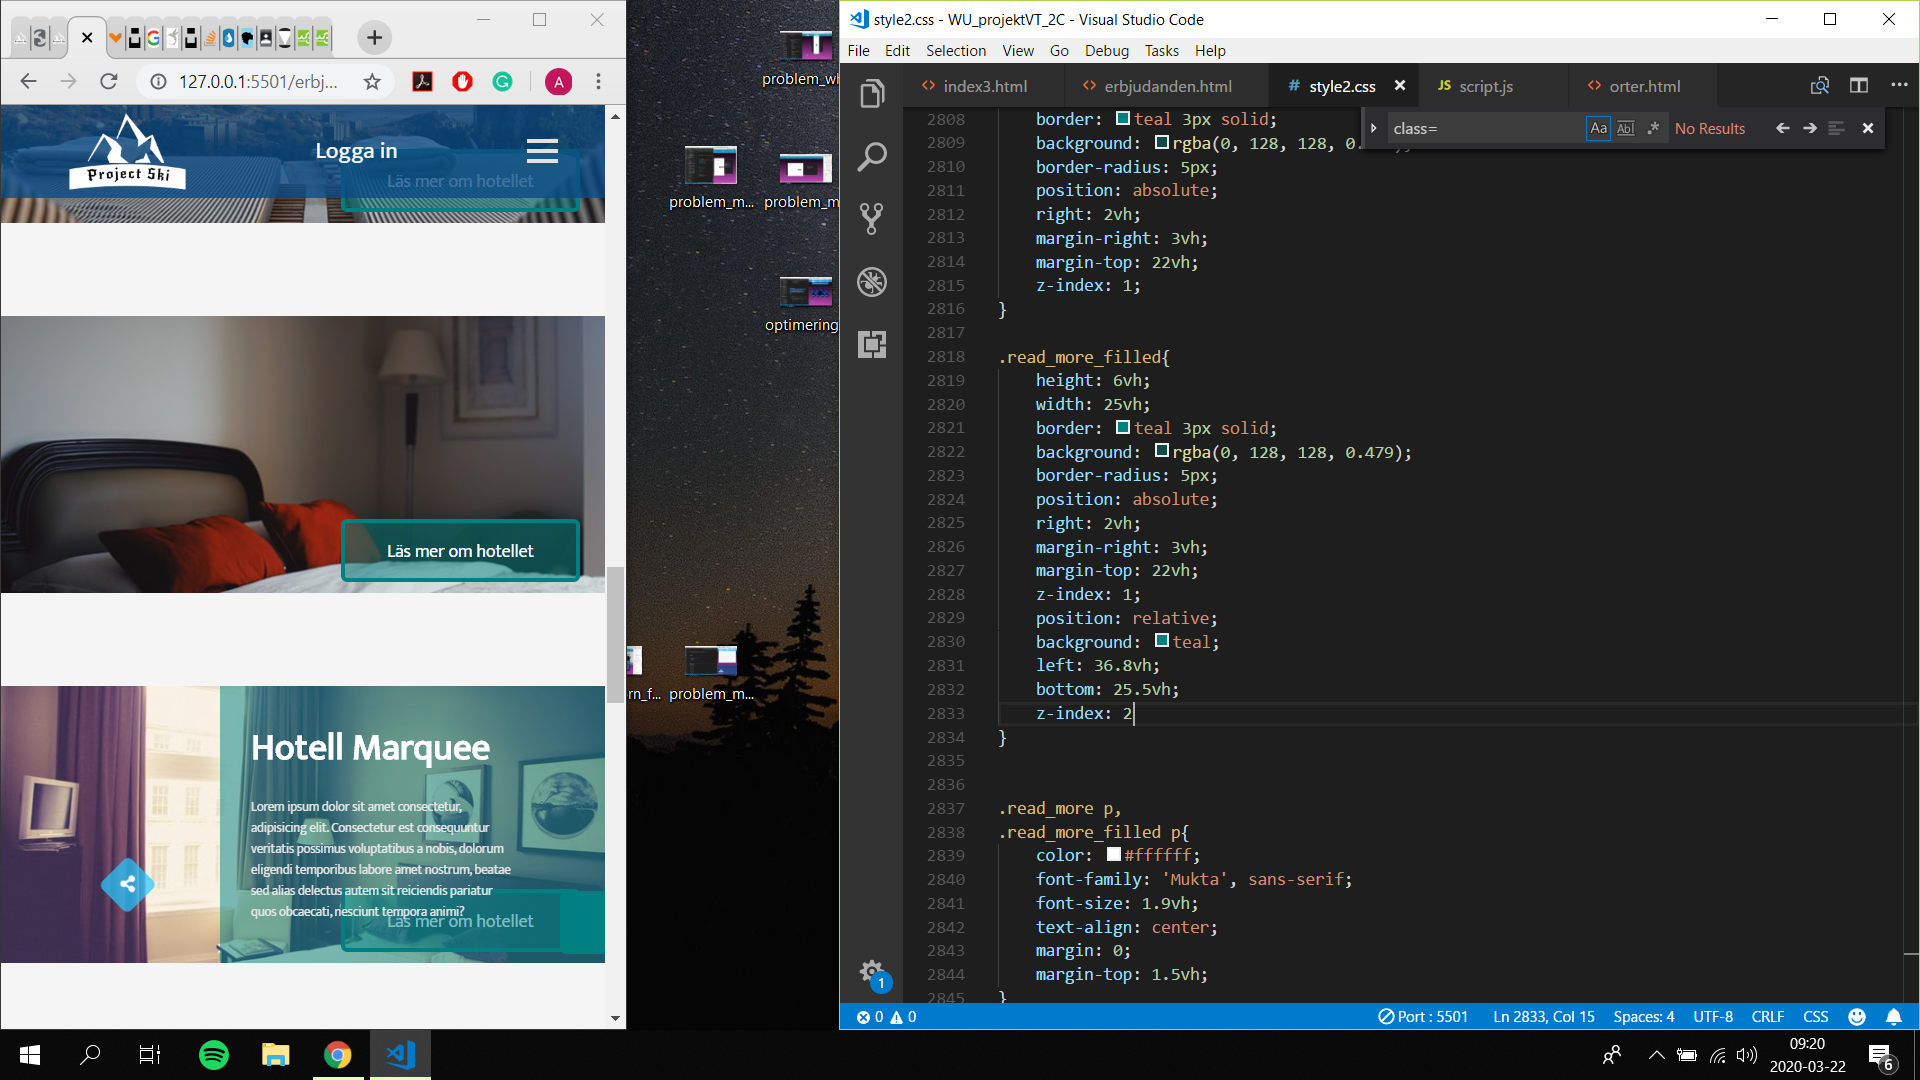 127.0.0.1:5501/erbj...
A
Project Ski
Logga in
Läs mer om hotellet
Läs mer om hotellet
Hotell Marquee
Lorem ipsum dolor sit amet consectetur,
adipisicing elit. Consectetur est consequuntur
veritatis possimus voluptatibus a nobis, dolorum
eligendi temporibus labore amet nostrum, beatae
sed alias delectus autem sit reiciendis pariatur
quos obcaecati, nesciunt tempora animi?
Läs mer om hotellet
problem_wh
problem_m...
problem_m
optimering
rn_f...
problem_m...
style2.css - WU_projektVT_2C - Visual Studio Code
File Edit Selection View Go Debug Tasks Help
<> index3.html
<> erbjudanden.html
# style2.css
JS script.js
<> orter.html
class=
Aa Abl .*
No Results
2808 border: teal 3px solid;
2809 background: rgba(0, 128, 128, 0.
2810 border-radius: 5px;
2811 position: absolute;
2812 right: 2vh;
2813 margin-right: 3vh;
2814 margin-top: 22vh;
2815 z-index: 1;
2816 }
2817
2818 .read_more_filled{
2819 height: 6vh;
2820 width: 25vh;
2821 border: teal 3px solid;
2822 background: rgba(0, 128, 128, 0.479);
2823 border-radius: 5px;
2824 position: absolute;
2825 right: 2vh;
2826 margin-right: 3vh;
2827 margin-top: 22vh;
2828 z-index: 1;
2829 position: relative;
2830 background: teal;
2831 left: 36.8vh;
2832 bottom: 25.5vh;
2833 z-index: 2
2834 }
2835
2836
2837 .read_more p,
2838 .read_more_filled p{
2839 color: #ffffff;
2840 font-family: 'Mukta', sans-serif;
2841 font-size: 1.9vh;
2842 text-align: center;
2843 margin: 0;
2844 margin-top: 1.5vh;
2845 }
1
0 0
Port : 5501
Ln 2833, Col 15
Spaces: 4
UTF-8
CRLF
CSS
09:20
2020-03-22
6